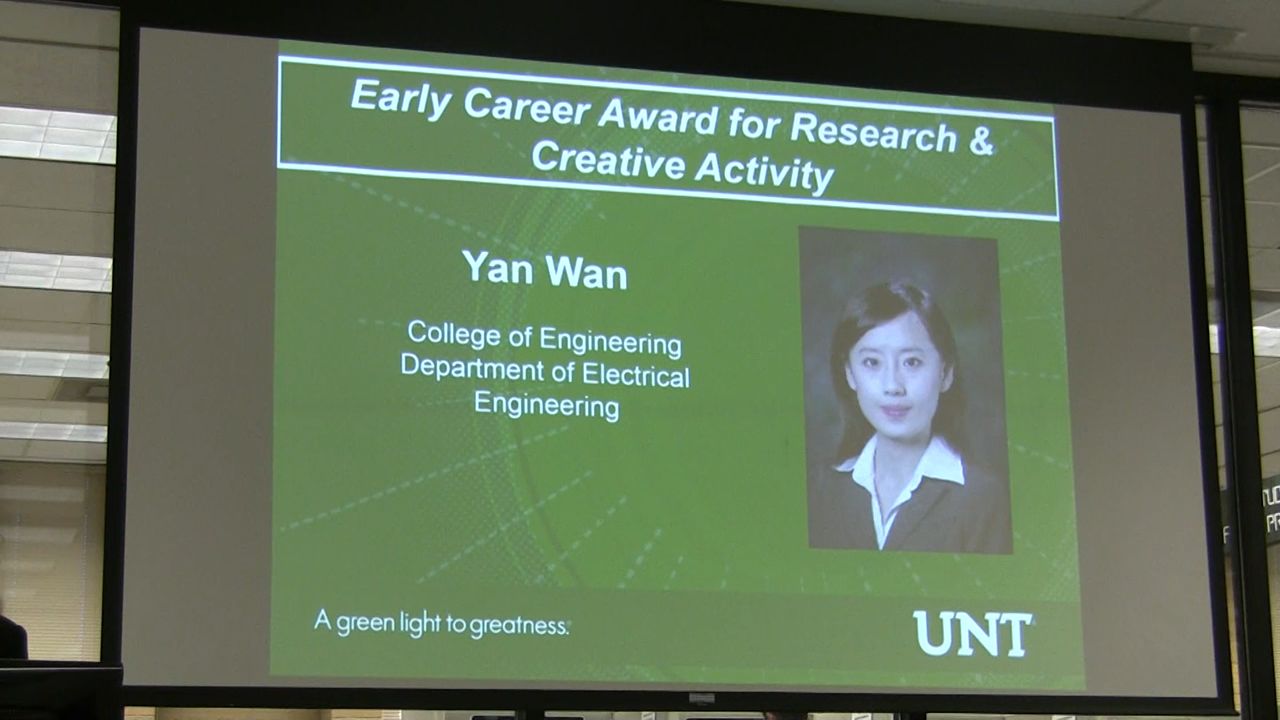 Early Career Award for Research &
Creative Activity
Yan Wan
College of Engineering
Department of Electrical
Engineering
A green light to greatness.
UNT